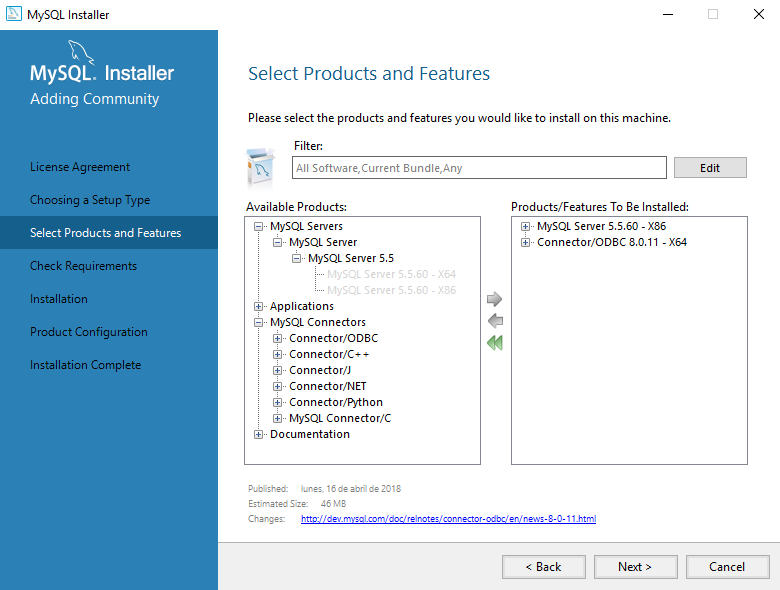 MySQL Installer
MySQL. Installer
Adding Community
License Agreement
Choosing a Setup Type
Select Products and Features
Check Requirements
Installation
Product Configuration
Installation Complete
Select Products and Features
Please select the products and features you would like to install on this machine.
Filter:
All Software,Current Bundle,Any
Edit
Available Products:
MySQL Servers
MySQL Server
MySQL Server 5.5
MySQL Server 5.5.60 - X64
MySQL Server 5.5.60 - X86
Applications
MySQL Connectors
Connector/ODBC
Connector/C++
Connector/J
Connector/NET
Connector/Python
MySQL Connector/C
Documentation
Products/Features To Be Installed:
MySQL Server 5.5.60 - X86
Connector/ODBC 8.0.11 - X64
Published: lunes, 16 de abril de 2018
Estimated Size: 46 MB
Changes: http://dev.mysql.com/doc/relnotes/connector-odbc/en/news-8-0-11.html
< Back
Next >
Cancel